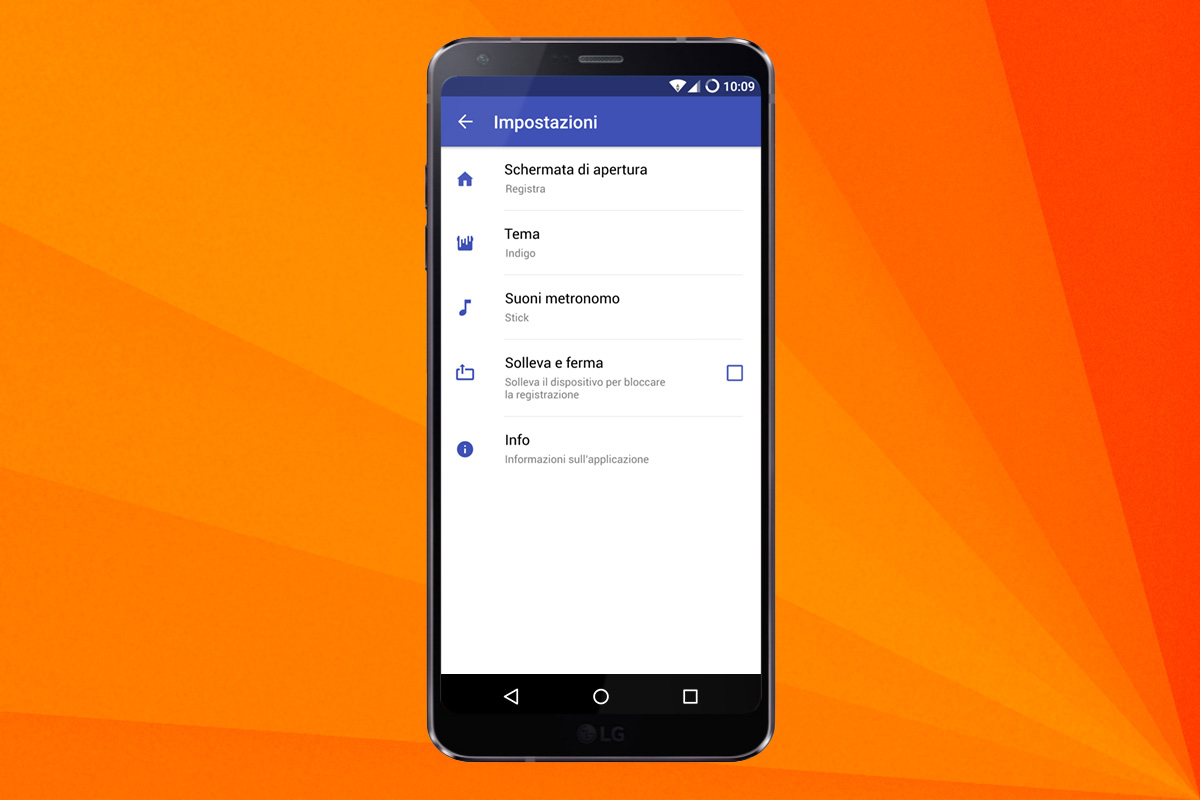 10:09
Impostazioni
Schermata di apertura
Registra
Tema
Indigo
Suoni metronomo
Stick
Solleva e ferma
Solleva il dispositivo per bloccare
la registrazione
Info
Informazioni sull'applicazione
LG